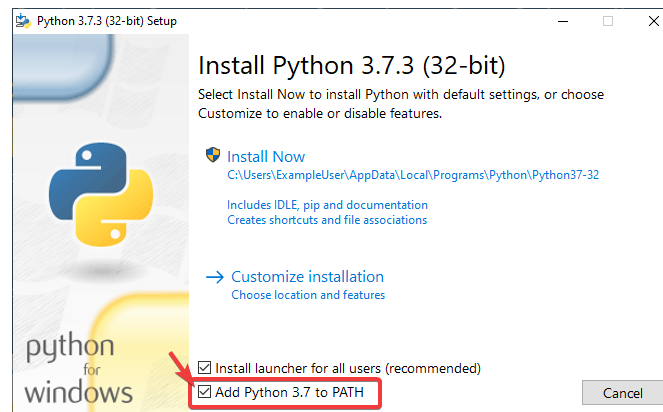 Python 3.7.3 (32-bit) Setup
Install Python 3.7.3 (32-bit)
Select Install Now to install Python with default settings, or choose
Customize to enable or disable features.
Install Now
C:\Users\ExampleUser\AppData\Local\Programs\Python\Python37-32
Includes IDLE, pip and documentation
Creates shortcuts and file associations
Customize installation
Choose location and features
python
for
windows
Install launcher for all users (recommended)
Add Python 3.7 to PATH
Cancel